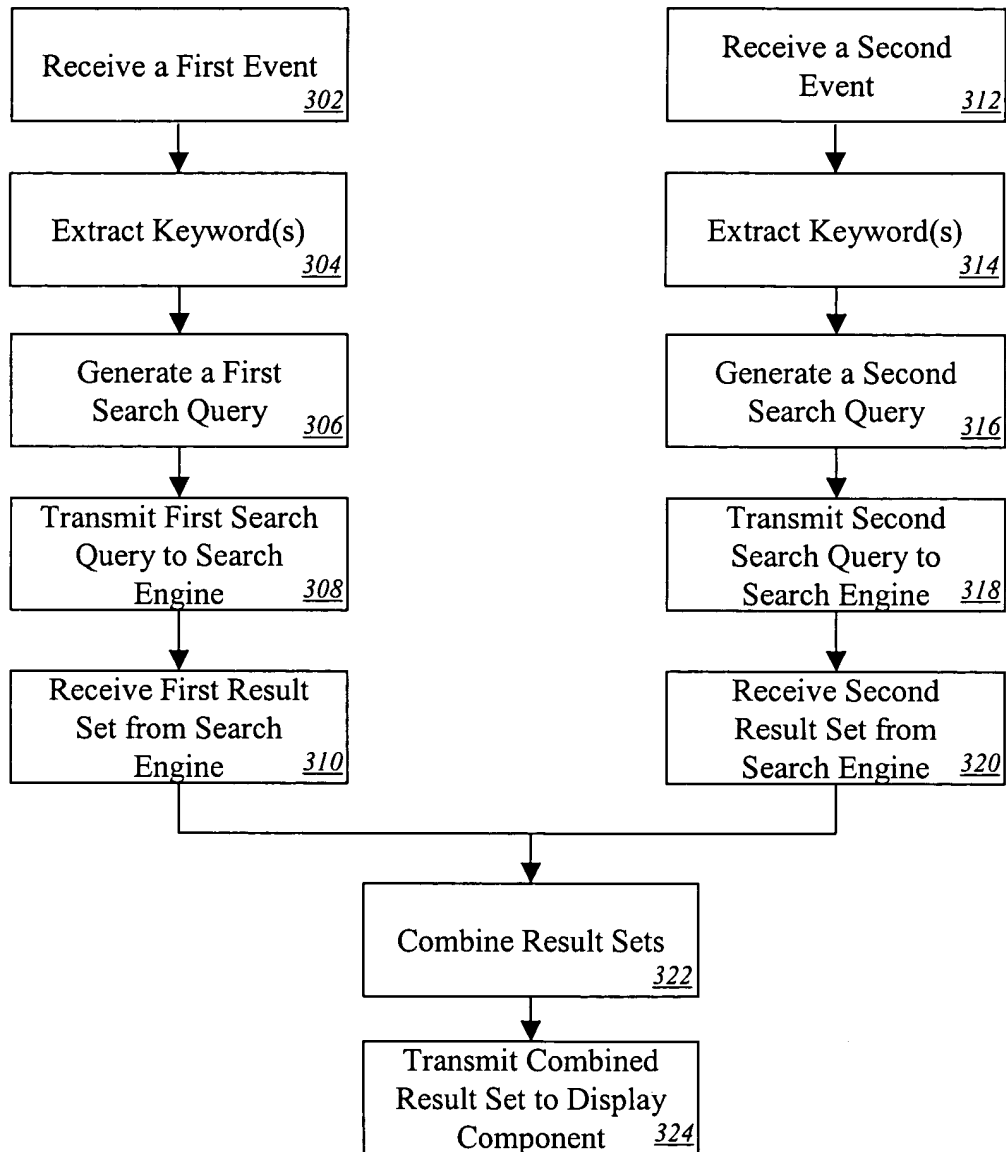 Receive a First Event
302
Extract Keyword(s)
304
Generate a First
Search Query
306
Transmit First Search
Query to Search
Engine
308
Receive First Result
Set from Search
Engine
310
Receive a Second
Event
312
Extract Keyword(s)
314
Generate a Second
Search Query
316
Transmit Second
Search Query to
Search Engine
318
Receive Second
Result Set from
Search Engine
320
Combine Result Sets
322
Transmit Combined
Result Set to Display
Component
324